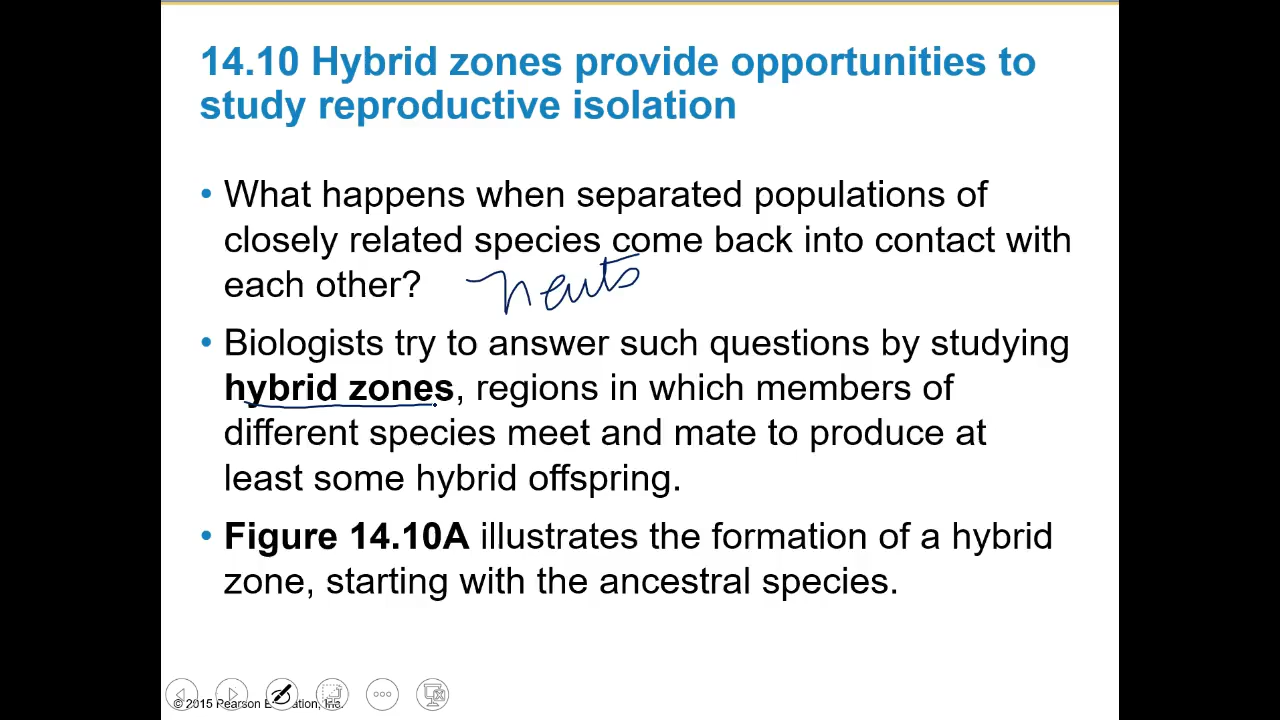 14.10 Hybrid zones provide opportunities to
study reproductive isolation
• What happens when separated populations of
closely related species come back into contact with
each other?
• Biologists try to answer such questions by studying
hybrid zones, regions in which members of
different species meet and mate to produce at
least some hybrid offspring.
• Figure 14.10A illustrates the formation of a hybrid
zone, starting with the ancestral species.
© 2015 Pearson Inc.